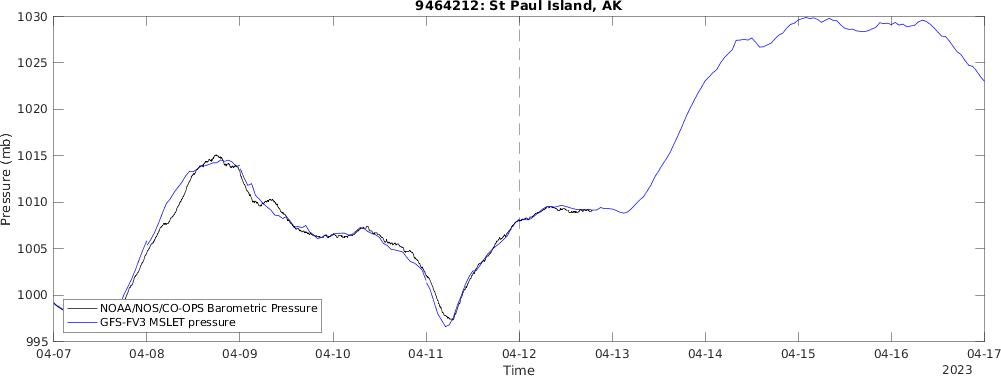 9464212: St Paul Island, AK
1030
1025
1020
1015
1010
1005
1000
995
Pressure (mb)
NOAA/NOS/CO-OPS Barometric Pressure
GFS-FV3 MSLET pressure
04-07 04-08 04-09 04-10 04-11 04-12 04-13 04-14 04-15 04-16 04-17
Time
2023